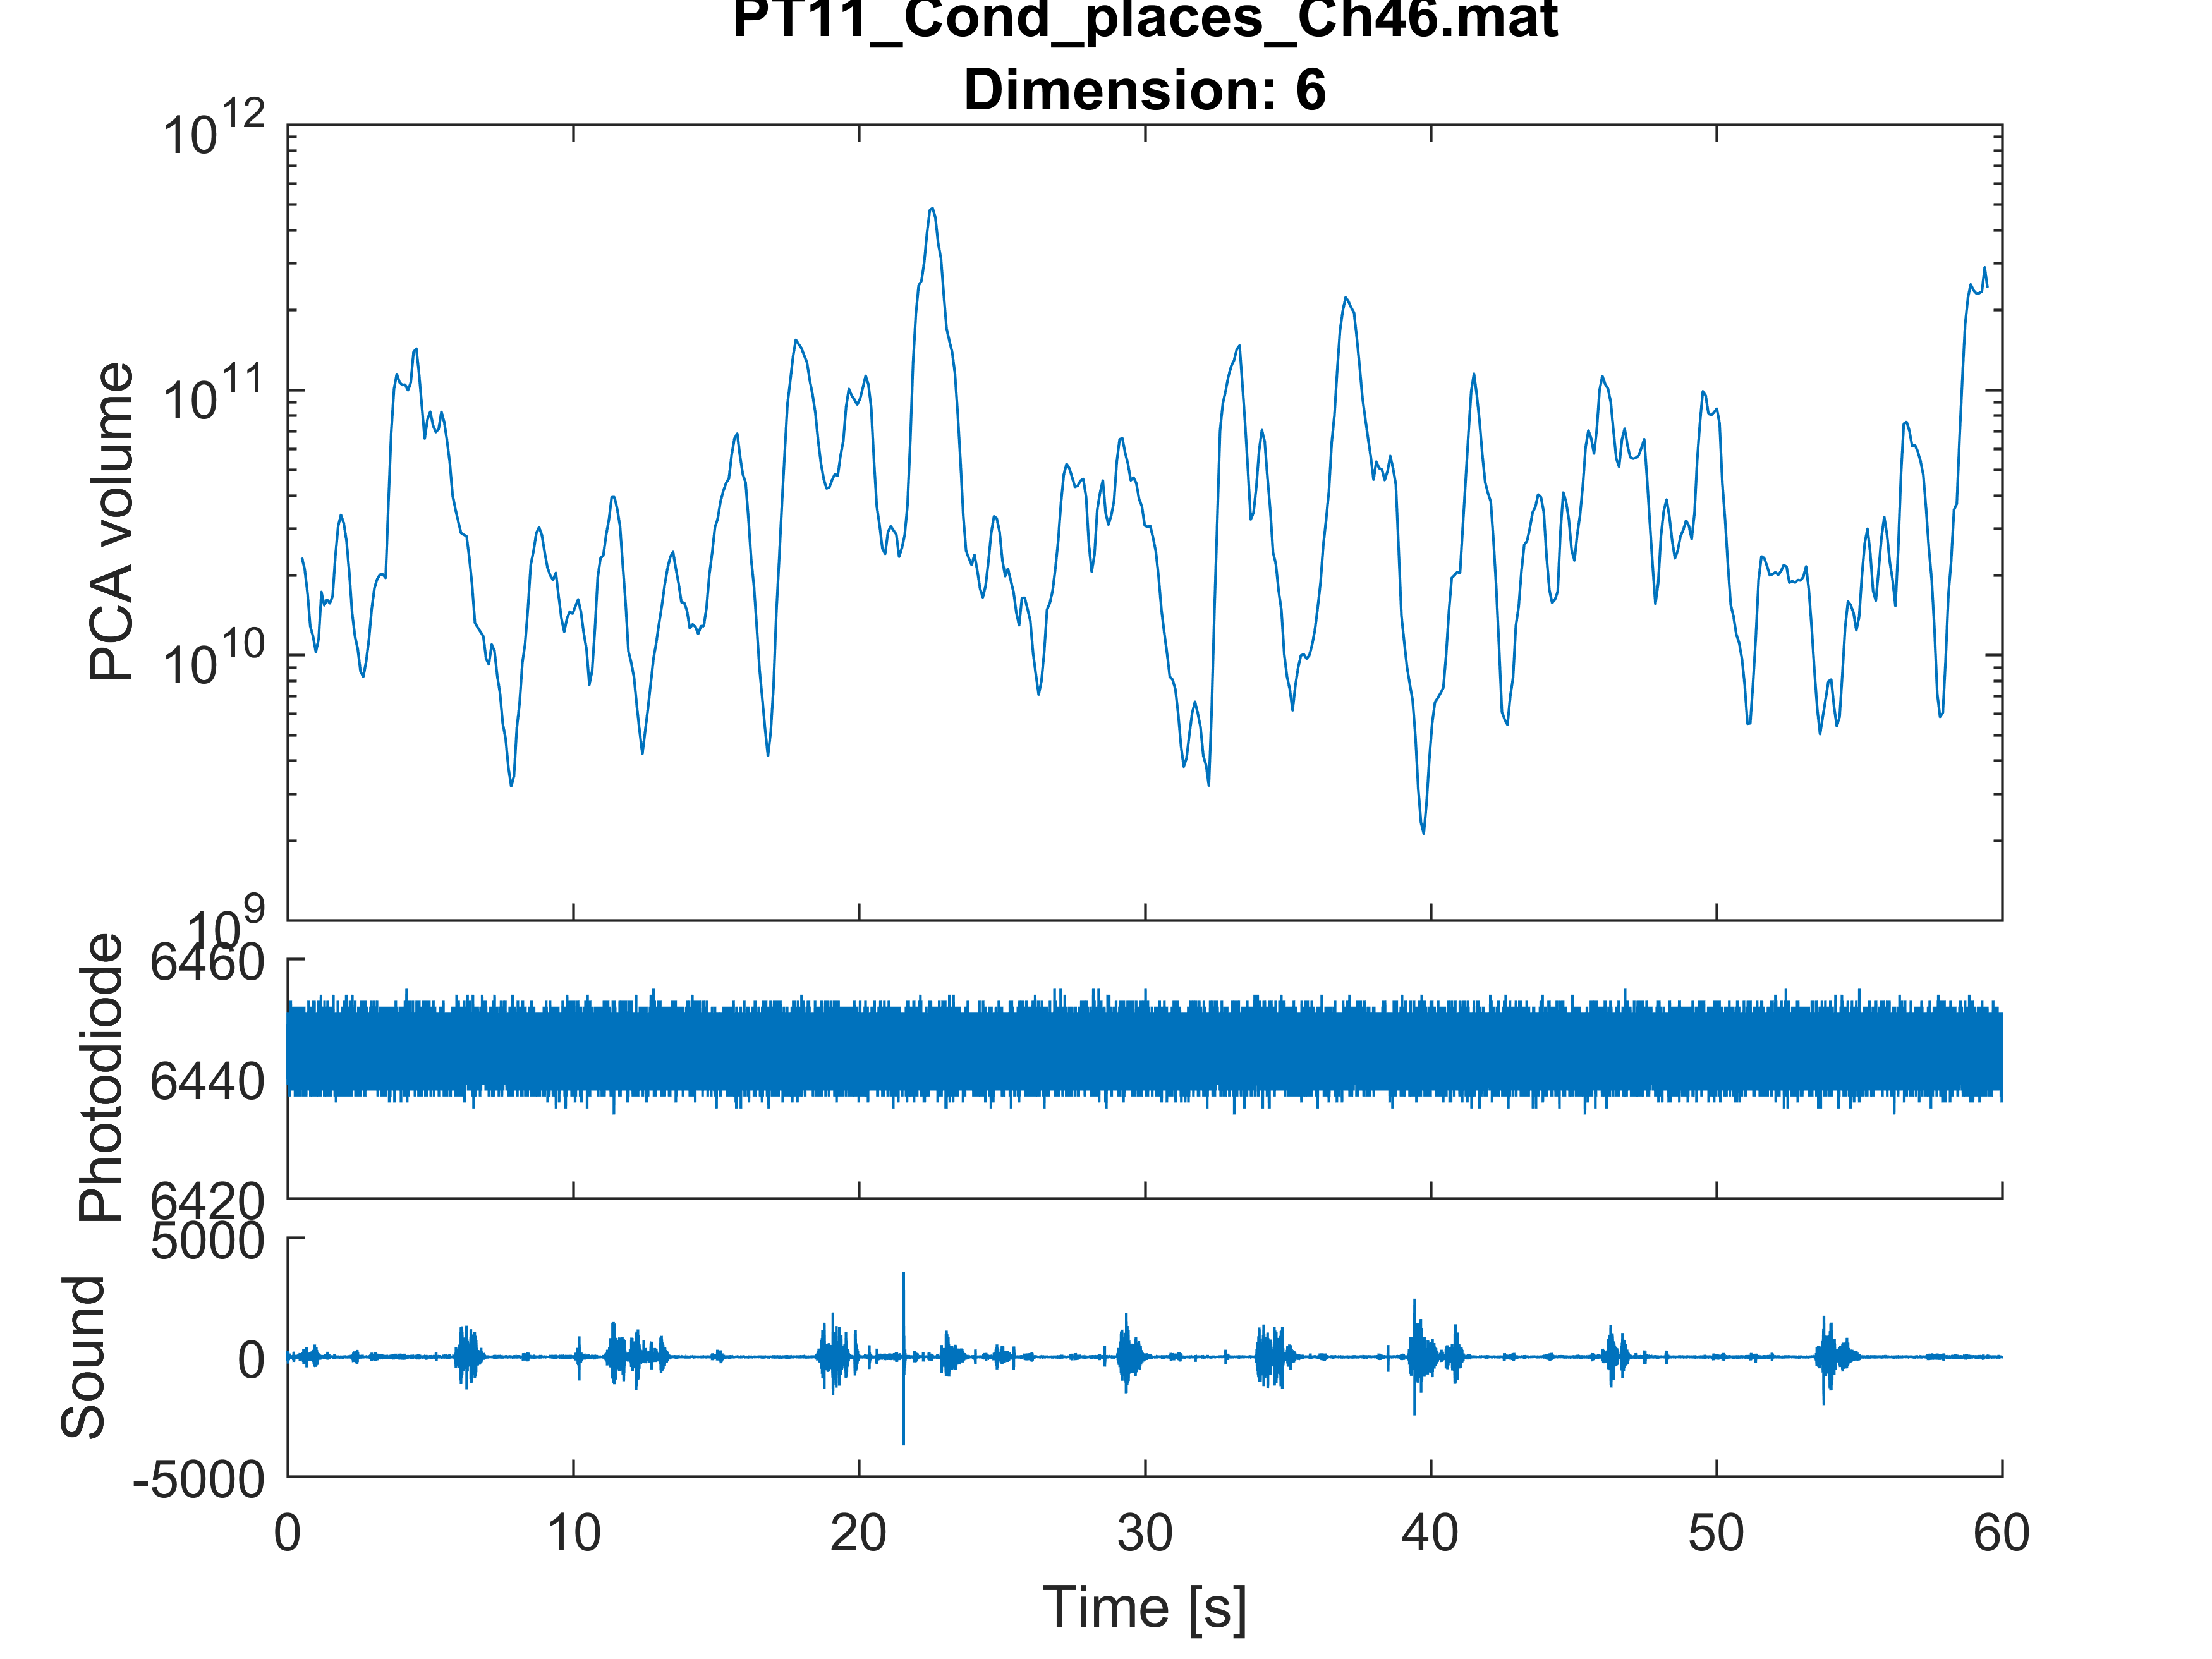 PT11_Cond_places_Ch46.mat
Dimension: 6
10^12
10^11
10^10
10^9
PCA volume
6460
6440
6420
Photodiode
5000
0
-5000
Sound
0 10 20 30 40 50 60
Time [s]